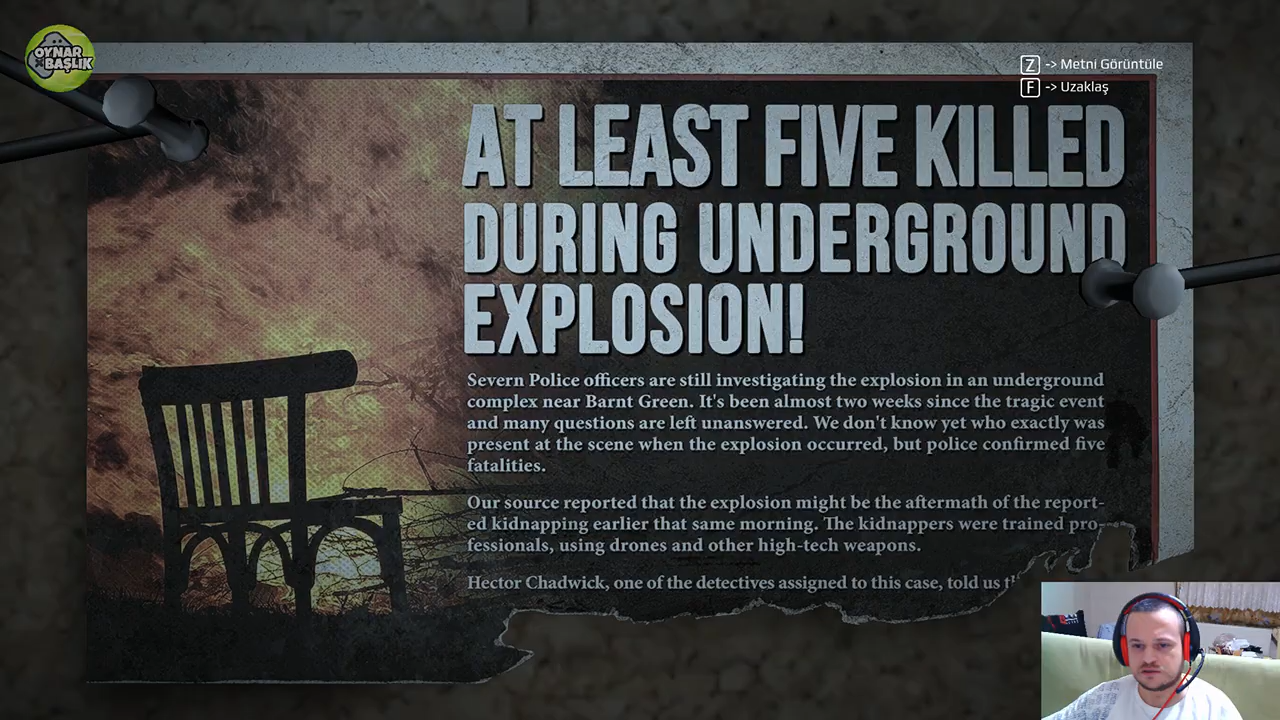 OYNAR
BAŞLIK
Z -> Metni Görüntüle
F -> Uzaklaş
AT LEAST FIVE KILLED
DURING UNDERGROUND
EXPLOSION!
Severn Police officers are still investigating the explosion in an underground
complex near Barnt Green. It's been almost two weeks since the tragic event
and many questions are left unanswered. We don't know yet who exactly was
present at the scene when the explosion occurred, but police confirmed five
fatalities.
Our source reported that the explosion might be the aftermath of the report-
ed kidnapping earlier that same morning. The kidnappers were trained pro-
fessionals, using drones and other high-tech weapons.
Hector Chadwick, one of the detectives assigned to this case, told us